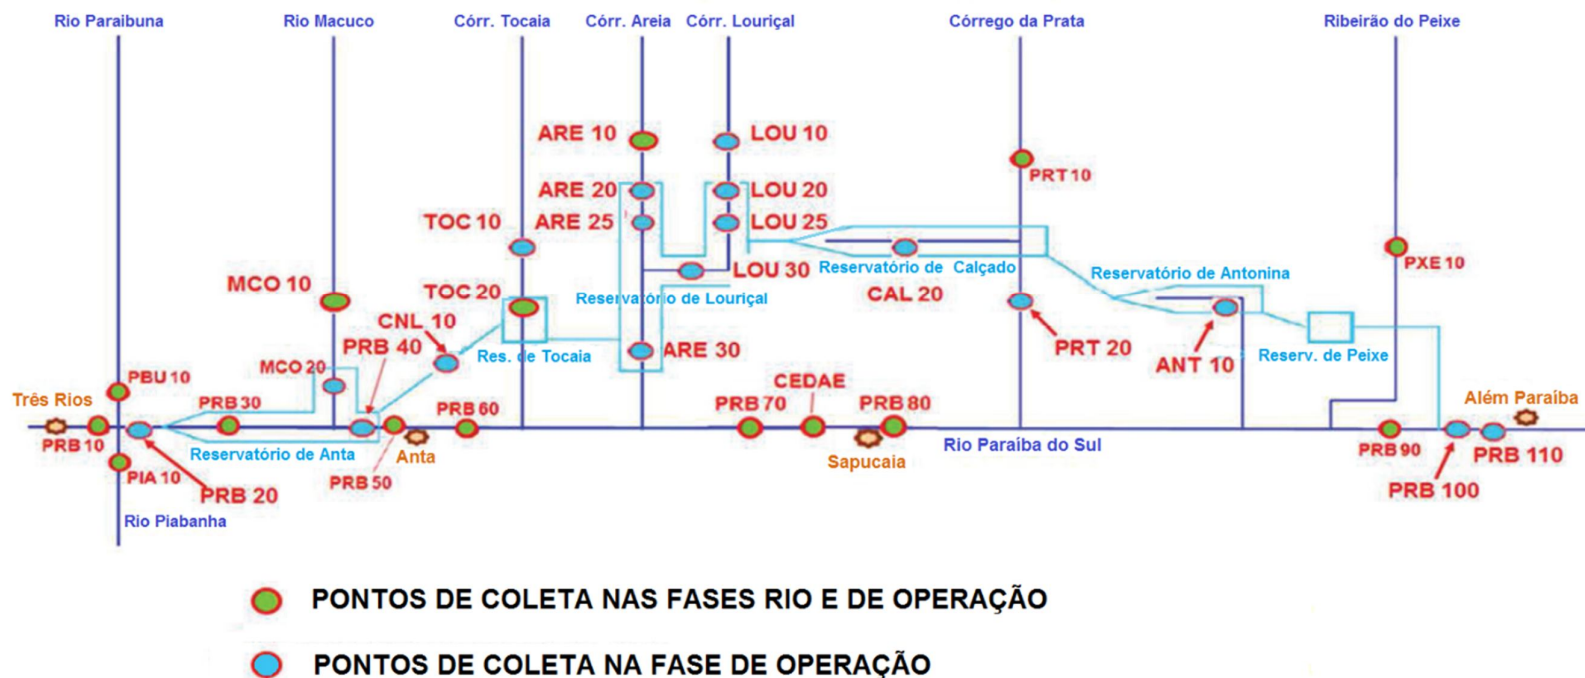 Rio Paraibuna
Rio Macuco
Córr. Tocaia
Córr. Areia
Córr. Louriçal
Córrego da Prata
Ribeirão do Peixe
ARE 10
LOU 10
PRT 10
ARE 20
LOU 20
TOC 10
ARE 25
LOU 25
PXE 10
MCO 10
TOC 20
LOU 30
Reservatório de Calçado
Reservatório de Antonina
Reservatório de Louriçal
CAL 20
CNL 10
PRB 40
Res. de Tocaia
ARE 30
PRT 20
ANT 10
Reserv. de Peixe
MCO 20
PBU 10
Três Rios
PRB 30
PRB 60
CEDAE
PRB 70
PRB 80
Além Paraíba
PRB 10
Reservatório de Anta
Anta
Sapucaia
Rio Paraíba do Sul
PRB 90
PRB 110
PIA 10
PRB 20
PRB 50
PRB 100
Rio Piabanha
PONTOS DE COLETA NAS FASES RIO E DE OPERAÇÃO
PONTOS DE COLETA NA FASE DE OPERAÇÃO